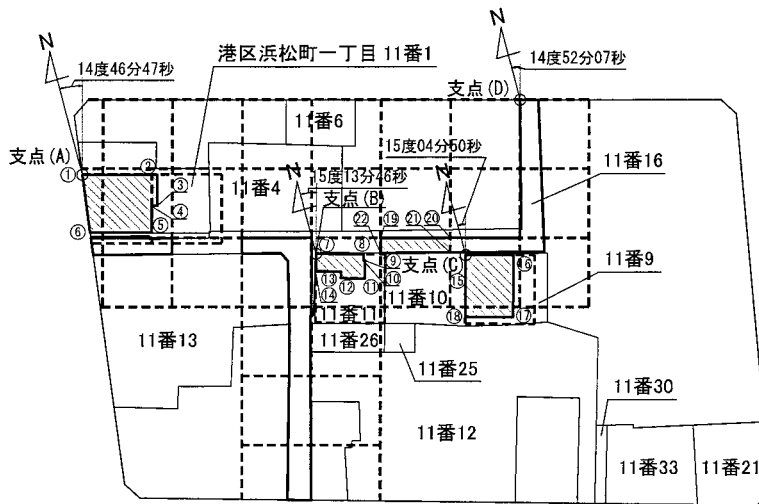 N
14度46分47秒
港区浜松町一丁目 11番1
N
支点(D)
14度52分07秒
11番6
15度04分50秒
支点(A)
①
②
③
④
⑤
⑥
11番4
N
15度13分46秒
支点(B)
N
11番16
㉒
⑲
㉑
⑳
11番9
⑦
⑧
支点(C)
⑨
⑩
⑪
⑫
⑬
⑭
⑮
⑯
⑰
⑱
11番10
11番11
11番13
11番26
11番25
11番12
11番30
11番33
11番21